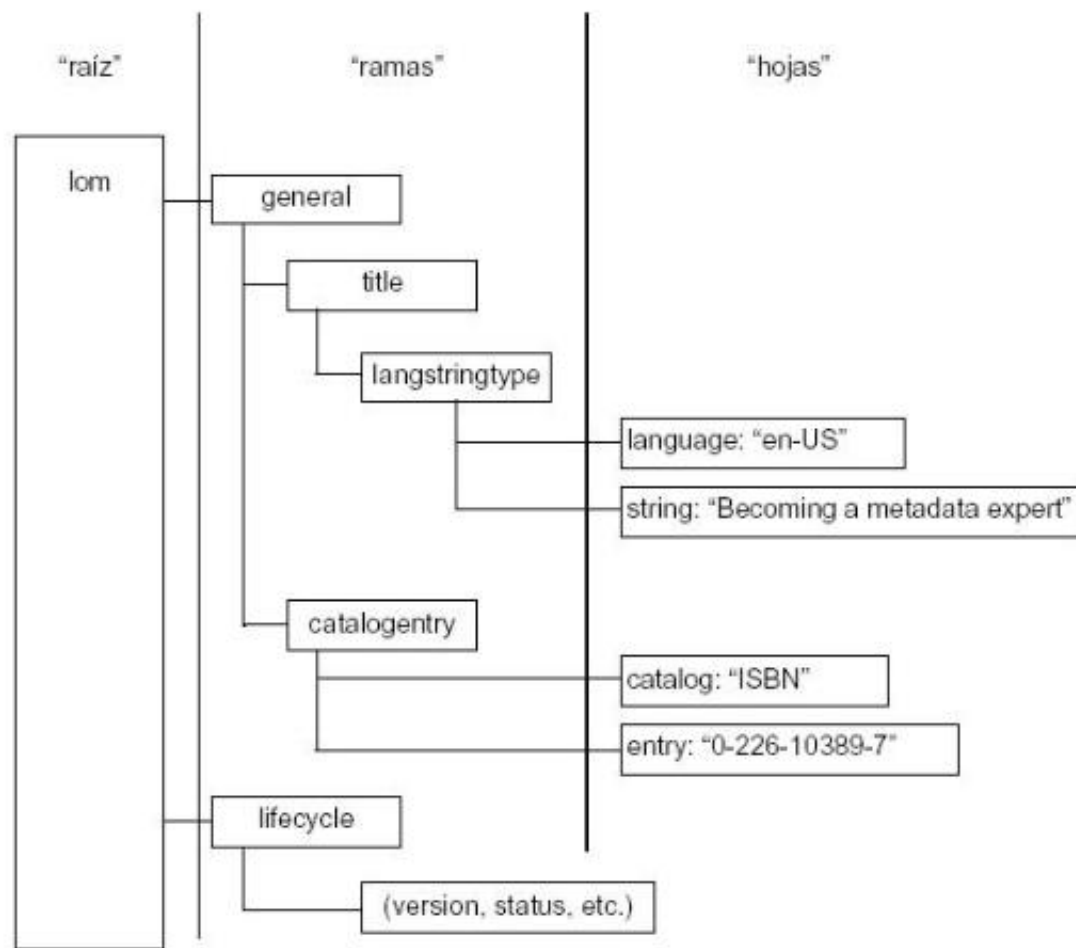 “raíz”
“ramas”
“hojas”
lom
general
title
langstringtype
language: “en-US”
string: “Becoming a metadata expert”
catalogentry
catalog: “ISBN”
entry: “0-226-10389-7”
lifecycle
(version, status, etc.)